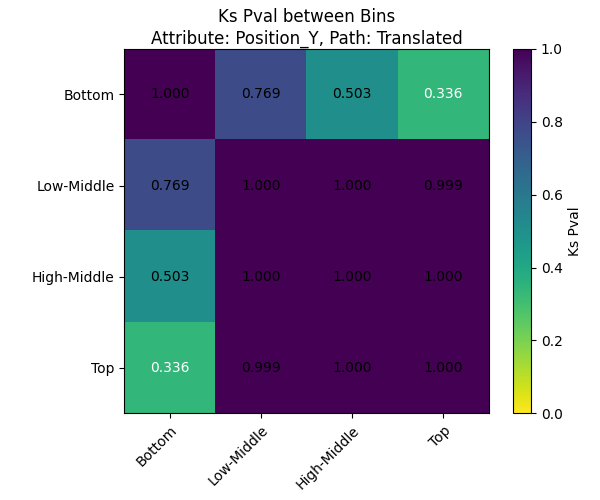 Ks Pval between Bins
Attribute: Position_Y, Path: Translated
Bottom 1.000 0.769 0.503 0.336
Low-Middle 0.769 1.000 1.000 0.999
High-Middle 0.503 1.000 1.000 1.000
Top 0.336 0.999 1.000 1.000
Bottom Low-Middle High-Middle Top
1.0
0.8
0.6
0.4
0.2
0.0
Ks Pval